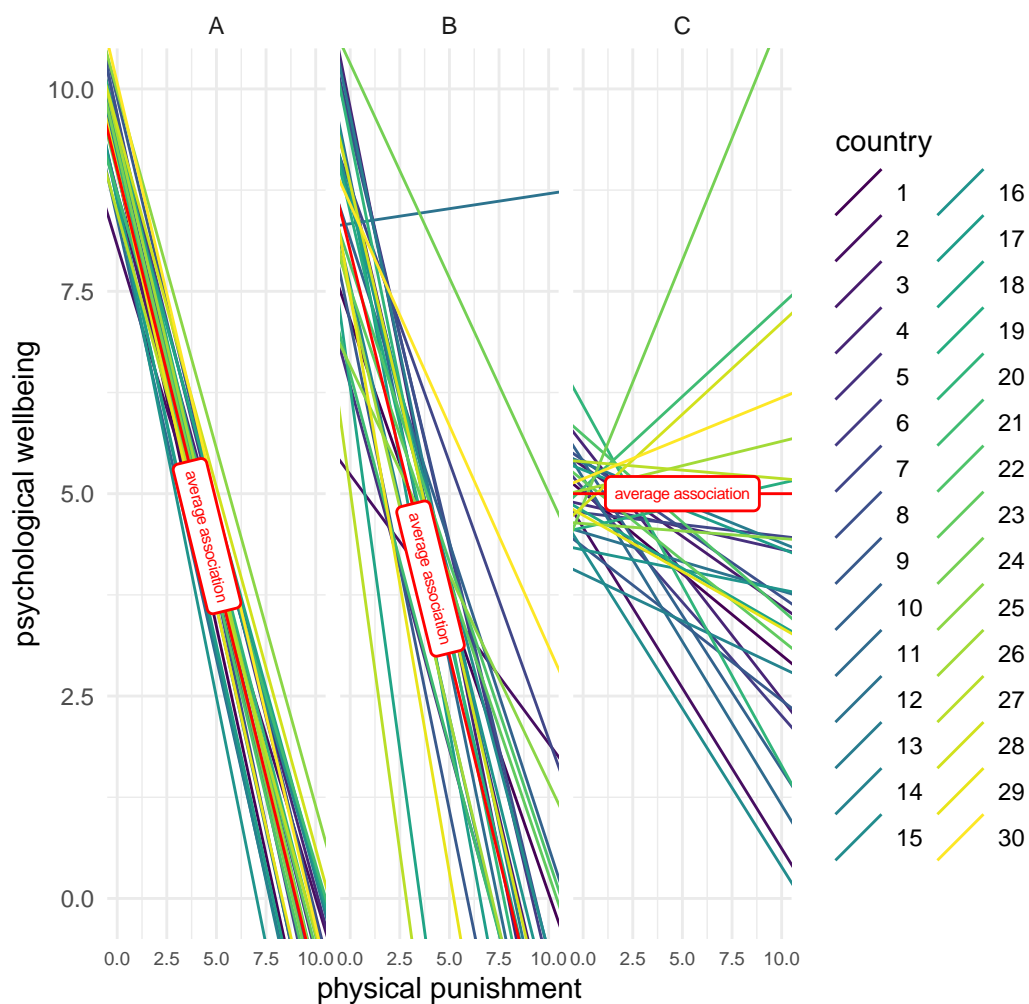 A B C
10.0
7.5
5.0
2.5
0.0
psychological wellbeing
average association
average association
average association
0.0 2.5 5.0 7.5 10.0 0.0 2.5 5.0 7.5 10.0 0.0 2.5 5.0 7.5 10.0
physical punishment
country
1 16
2 17
3 18
4 19
5 20
6 21
7 22
8 23
9 24
10 25
11 26
12 27
13 28
14 29
15 30